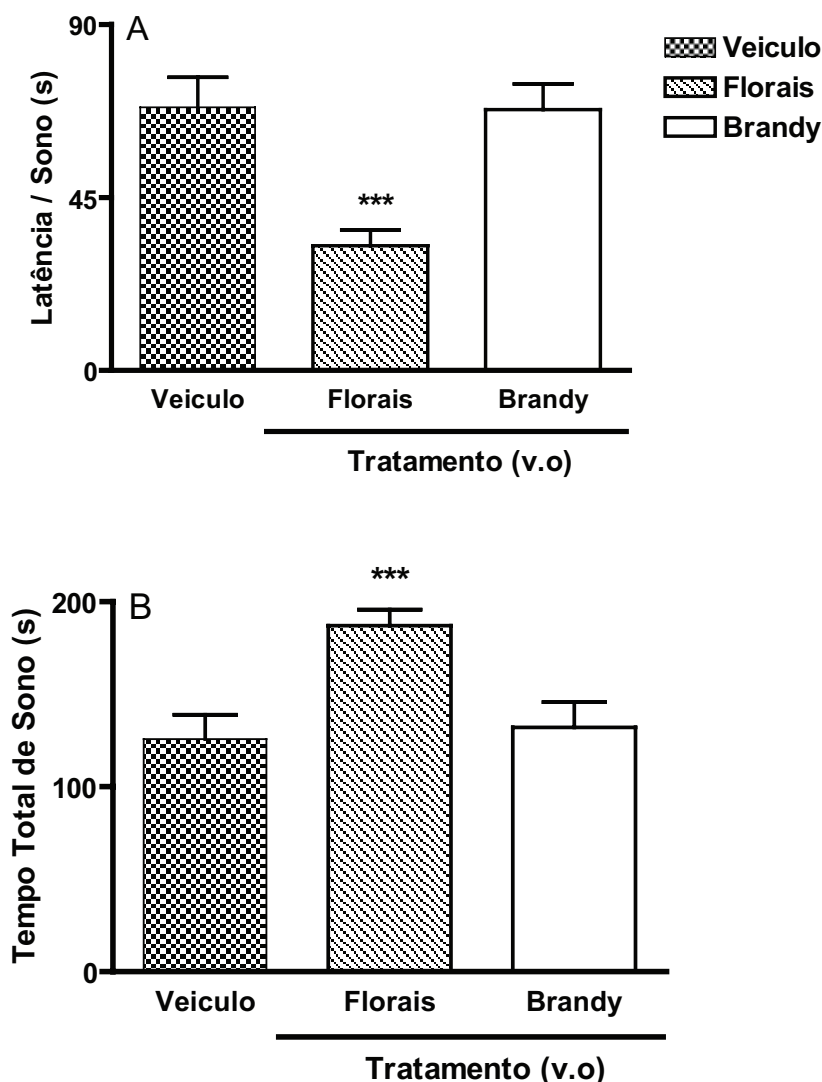 A
90
45
0
Latência / Sono (s)
Veiculo
Florais
Brandy
Veiculo Florais Brandy
Tratamento (v.o)
***
B
200
100
0
Tempo Total de Sono (s)
***
Veiculo Florais Brandy
Tratamento (v.o)